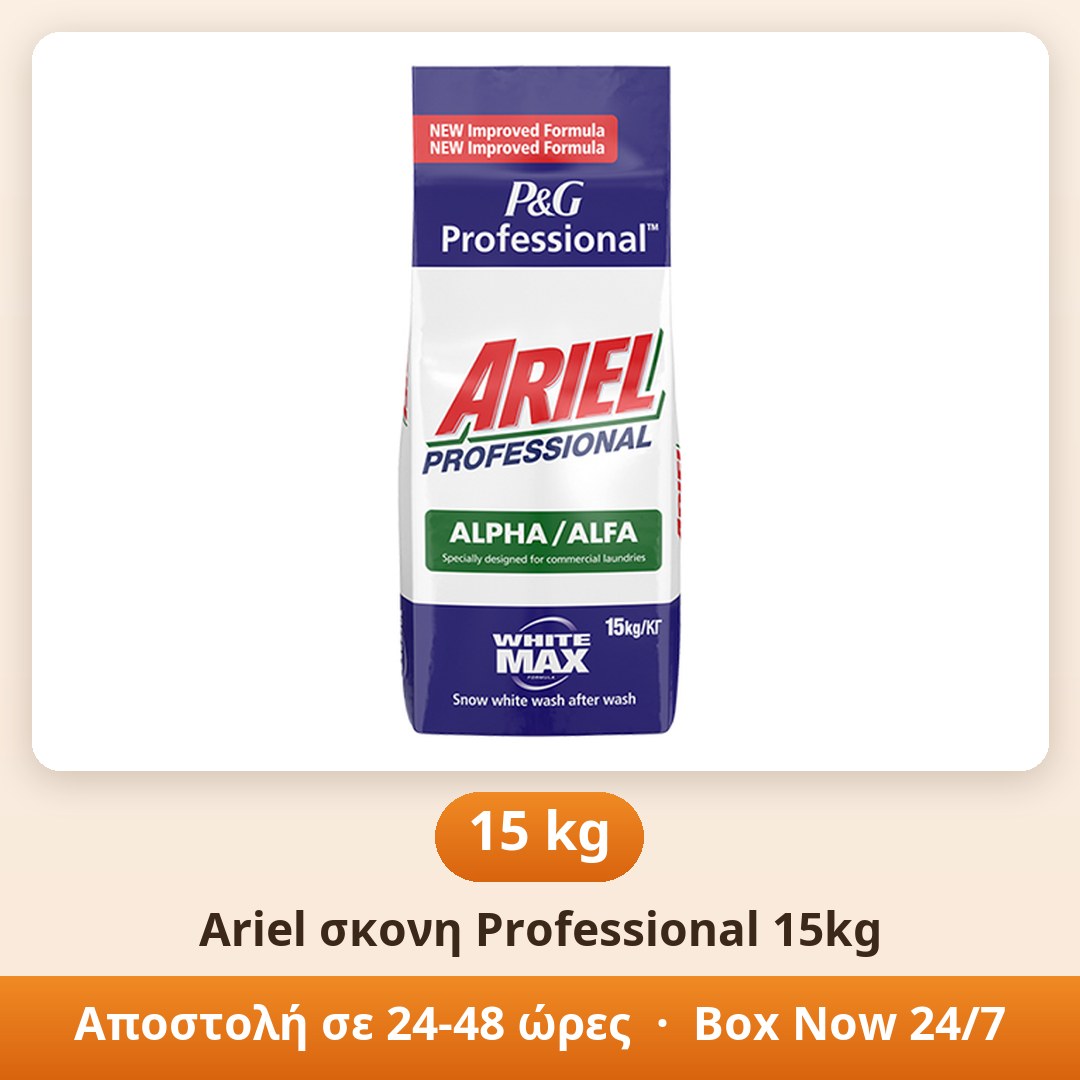 NEW Improved Formula
NEW Improved Formula
P&G
Professional™
ARIEL
PROFESSIONAL
ALPHA / ALFA
Specially designed for commercial laundries
15kg/КГ
WHITE
MAX
FORMULA
Snow white wash after wash
15 kg
Ariel σκονη Professional 15kg
Αποστολή σε 24-48 ώρες · Box Now 24/7